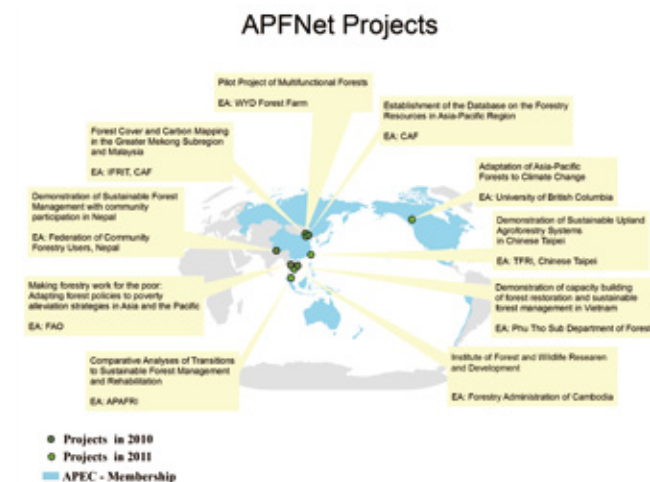 APFNet Projects
Pilot Project of Multifunctional Forests
EA: WYD Forest Farm
Establishment of the Database on the Forestry
Resources in Asia-Pacific Region
EA: CAF
Forest Cover and Carbon Mapping
in the Greater Mekong Subregion
and Malaysia
EA: IFRIT, CAF
Adaptation of Asia-Pacific
Forests to Climate Change
EA: University of British Columbia
Demonstration of Sustainable Forest
Management with community
participation in Nepal
EA: Federation of Community
Forest Users, Nepal
Demonstration of Sustainable Upland
Agroforestry Systems
in Chinese Taipei
EA: TFRI, Chinese Taipei
Making forestry work for the poor:
Adapting forest policies to poverty
alleviation strategies in Asia and the Pacific
EA: FAO
Demonstration of capacity building
of forest restoration and sustainable
forest management in Vietnam
EA: Phu Tho Sub Department of Forest
Comparative Analyses of Transitions
to Sustainable Forest Management
and Rehabilitation
EA: APAFRI
Institute of Forest and Wildlife Researen
and Development
EA: Forestry Administration of Cambodia
Projects in 2010
Projects in 2011
APEC - Membership